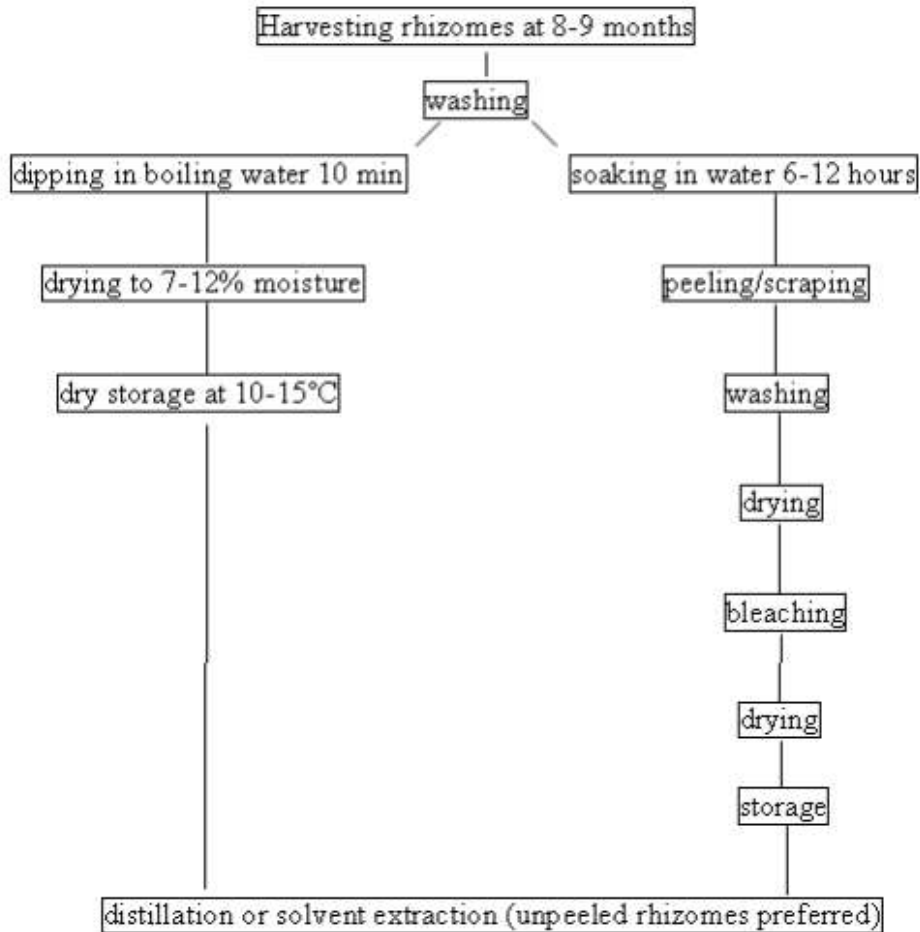 Harvesting rhizomes at 8-9 months
washing
dipping in boiling water 10 min
soaking in water 6-12 hours
drying to 7-12% moisture
peeling/scraping
dry storage at 10-15°C
washing
drying
bleaching
drying
storage
distillation or solvent extraction (unpeeled rhizomes preferred)